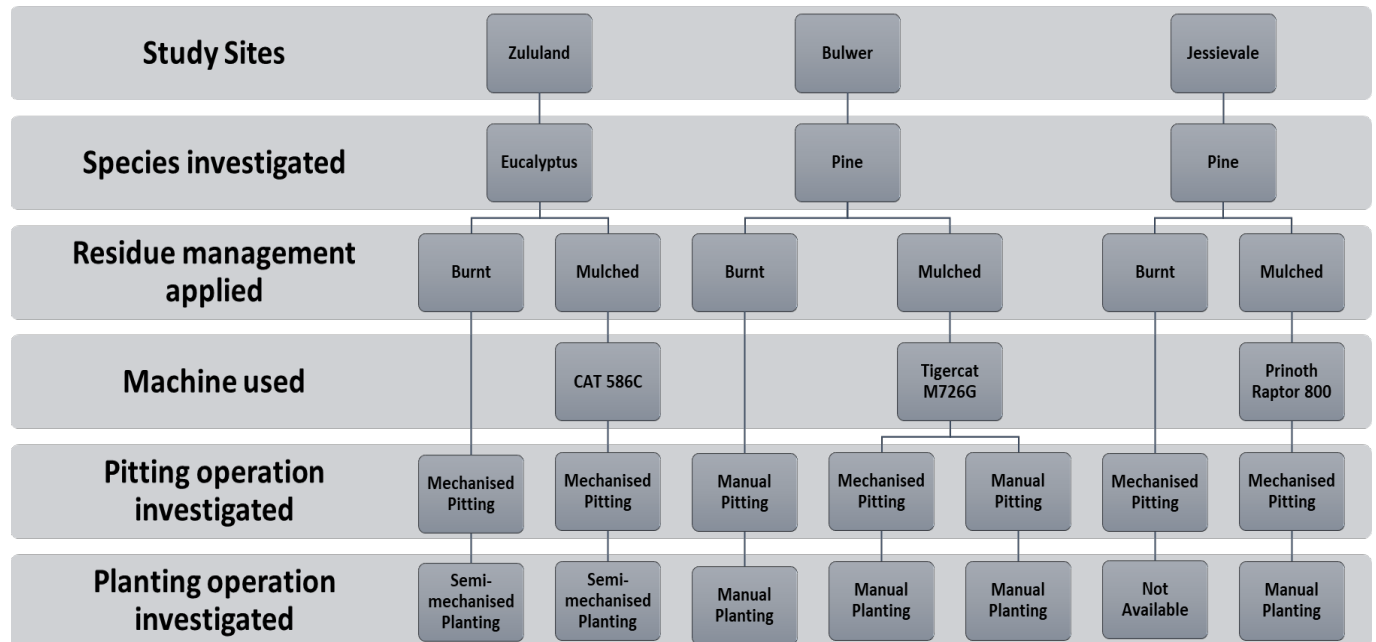 Study Sites
Zululand
Bulwer
Jessievale
Species investigated
Eucalyptus
Pine
Pine
Residue management
applied
Burnt
Mulched
Burnt
Mulched
Burnt
Mulched
Machine used
CAT 586C
Tigercat
M726G
Prinoth
Raptor 800
Pitting operation
investigated
Mechanised
Pitting
Mechanised
Pitting
Manual
Pitting
Mechanised
Pitting
Manual
Pitting
Mechanised
Pitting
Mechanised
Pitting
Planting operation
investigated
Semi-
mechanised
Planting
Semi-
mechanised
Planting
Manual
Planting
Manual
Planting
Manual
Planting
Not
Available
Manual
Planting